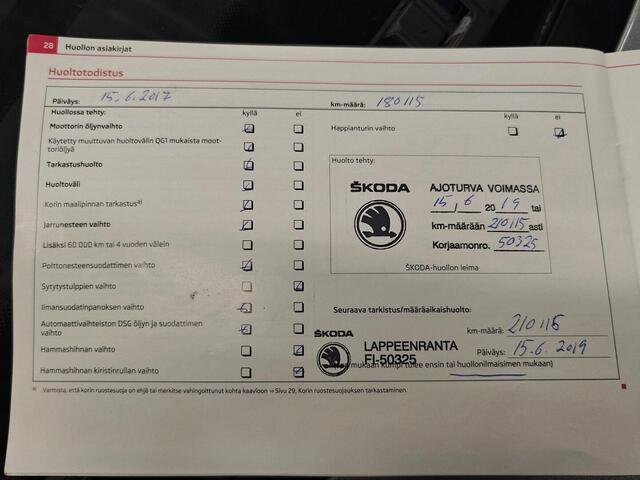 28 Huollon asiakirjat
Huoltotodistus
Päiväys: 15.6.2017 km-määrä: 180115
Huollossa tehty: kyllä ei
Moottorin öljynvaihto
Käytetty muuttuvan huoltovälin QG1 mukaista moot-
toriöljyä
Tarkastushuolto
Huoltoväli
Korin maalipinnan tarkastus a)
Jarrunesteen vaihto
Lisäksi 60 000 km tai 4 vuoden välein
Polttonesteensuodattimen vaihto
Sytytystulppien vaihto
Ilmansuodatinpanoksen vaihto
Automaattivaihteiston DSG öljyn ja suodattimen
vaihto
Hammashihnan vaihto
Hammashihnan kiristinrullan vaihto
kyllä ei
Happianturin vaihto
Huolto tehty:
ŠKODA
AJOTURVA VOIMASSA
15 / 6 2019 tai
km-määrään 210115 asti
Korjaamonro. 50325
ŠKODA-huollon leima
Seuraava tarkistus/määräaikaishuolto:
km-määrä: 210115
Päiväys: 15.6.2019
ŠKODA
LAPPEENRANTA
FI-50325
mukaan kumpi tulee ensin tai huollonilmaisimen mukaan)
a) Varmista, että korin ruostesuoja on ehjä tai merkitse vahingoittunut kohta kaavioon → Sivu 29, Korin ruostesuojauksen tarkastaminen.